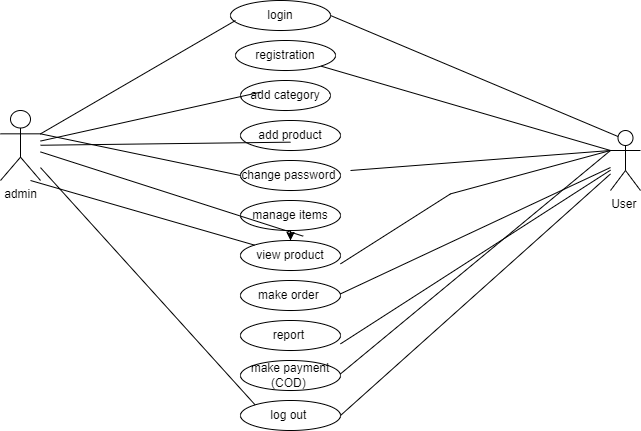 login
registration
add category
add product
admin
change password
User
manage items
view product
make order
report
make payment
(COD)
log out